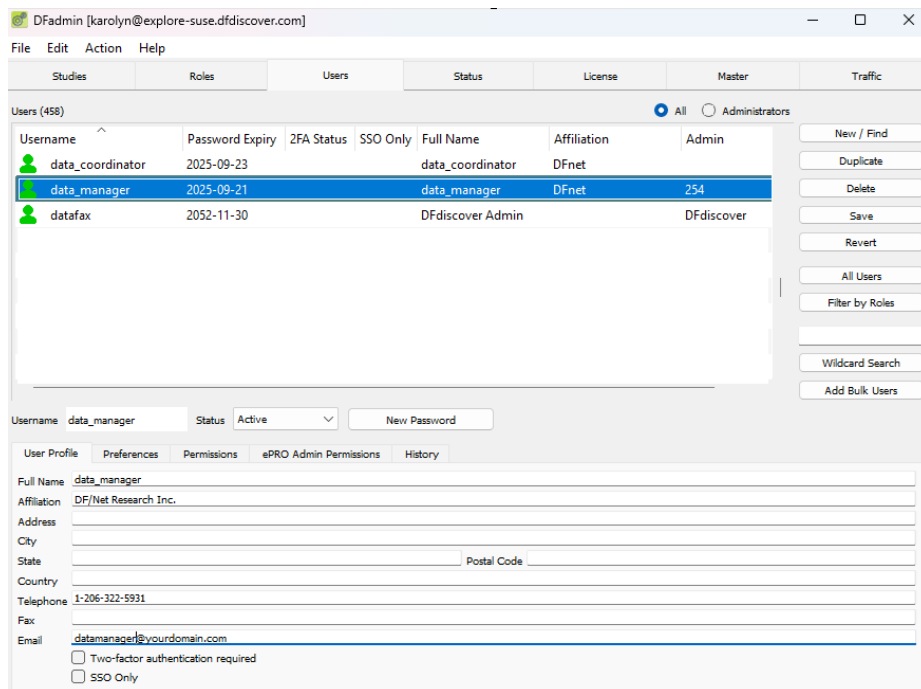 DFadmin [karolyn@explore-suse.dfdiscover.com]
File Edit Action Help
Studies Roles Users Status License Master Traffic
Users (458) All Administrators
Username Password Expiry 2FA Status SSO Only Full Name Affiliation Admin
data_coordinator 2025-09-23 data_coordinator DFnet
data_manager 2025-09-21 data_manager DFnet 254
datafax 2052-11-30 DFdiscover Admin DFdiscover
New / Find
Duplicate
Delete
Save
Revert
All Users
Filter by Roles
Wildcard Search
Add Bulk Users
Username data_manager Status Active New Password
User Profile Preferences Permissions ePRO Admin Permissions History
Full Name data_manager
Affiliation DF/Net Research Inc.
Address
City
State Postal Code
Country
Telephone 1-206-322-5931
Fax
Email datamanager@yourdomain.com
Two-factor authentication required
SSO Only